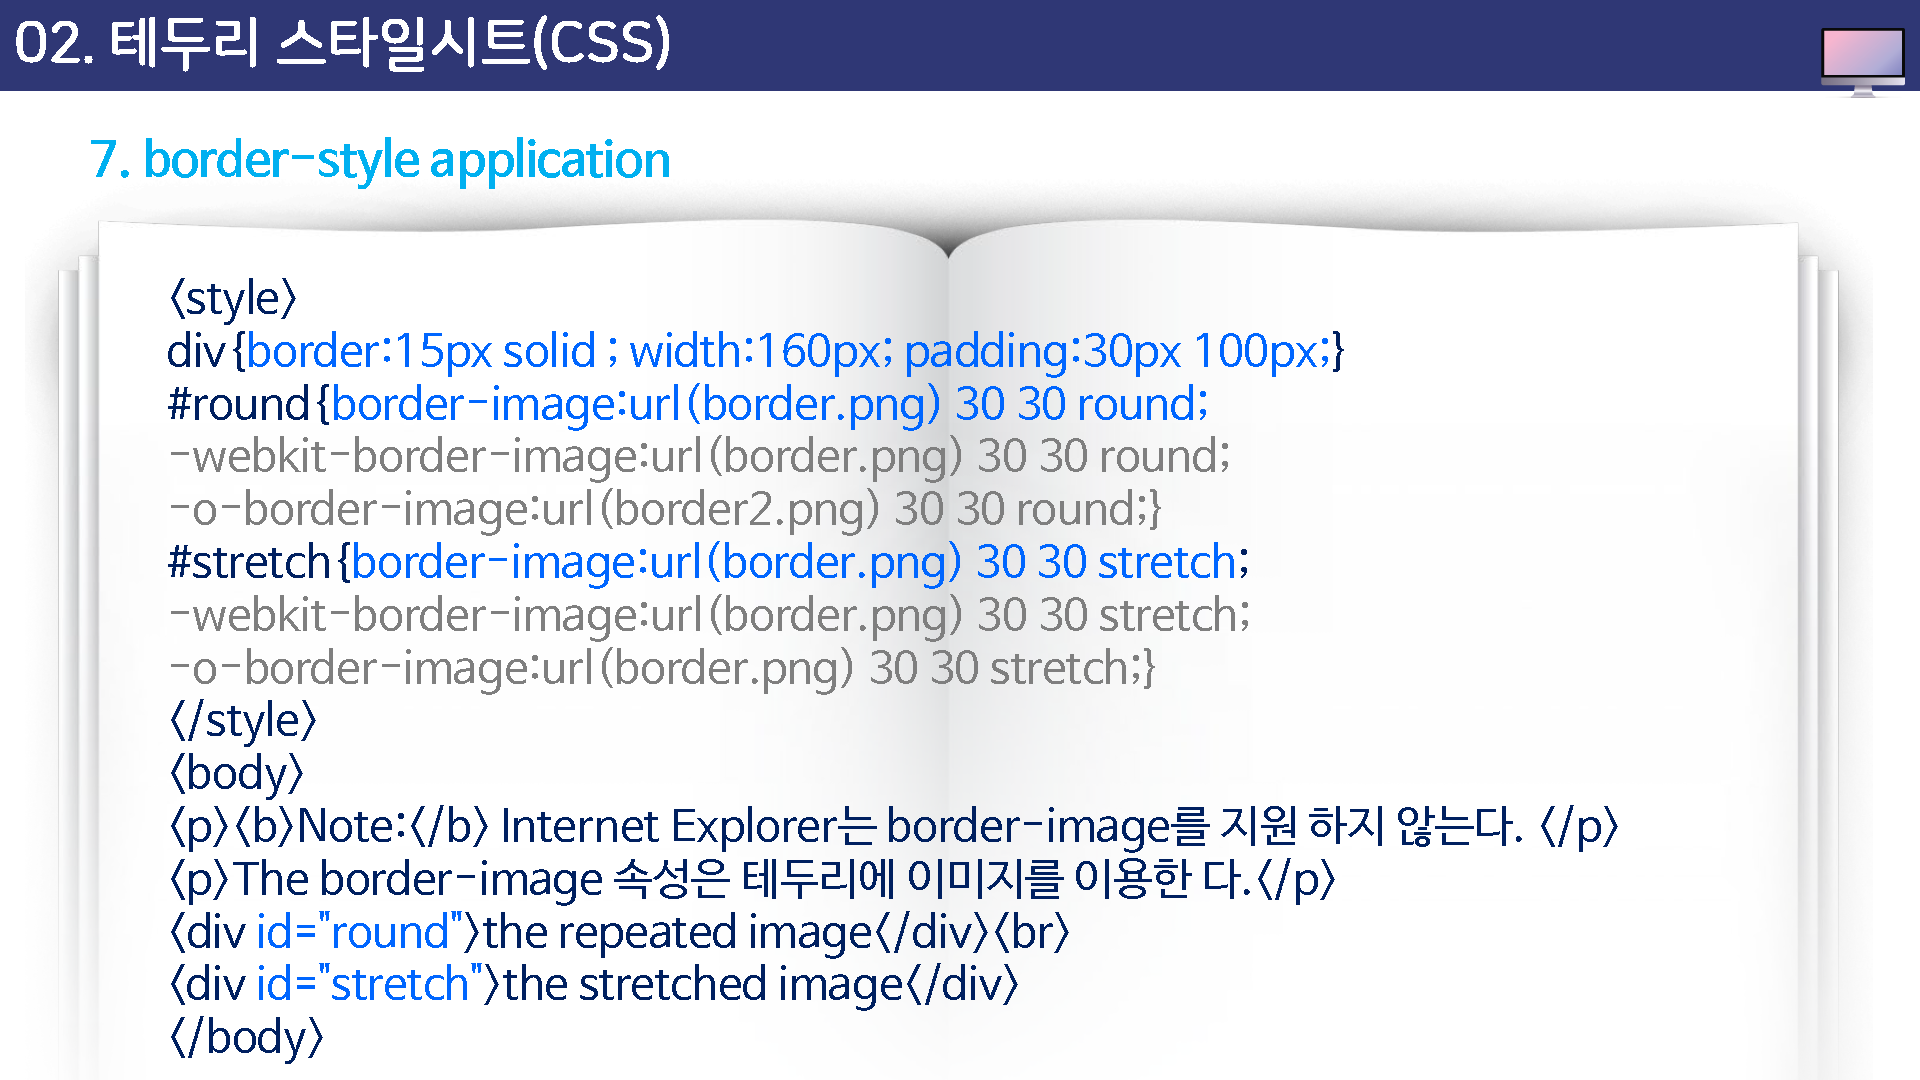 02. 테두리 스타일시트(CSS)
7. border-style application
<style>
div{border:15px solid ; width:160px; padding:30px 100px;}
#round{border-image:url(border.png) 30 30 round;
-webkit-border-image:url(border.png) 30 30 round;
-o-border-image:url(border2.png) 30 30 round;}
#stretch{border-image:url(border.png) 30 30 stretch;
-webkit-border-image:url(border.png) 30 30 stretch;
-o-border-image:url(border.png) 30 30 stretch;}
</style>
<body>
<p><b>Note:</b> Internet Explorer는 border-image를 지원 하지 않는다. </p>
<p>The border-image 속성은 테두리에 이미지를 이용한 다.</p>
<div id="round">the repeated image</div><br>
<div id="stretch">the stretched image</div>
</body>